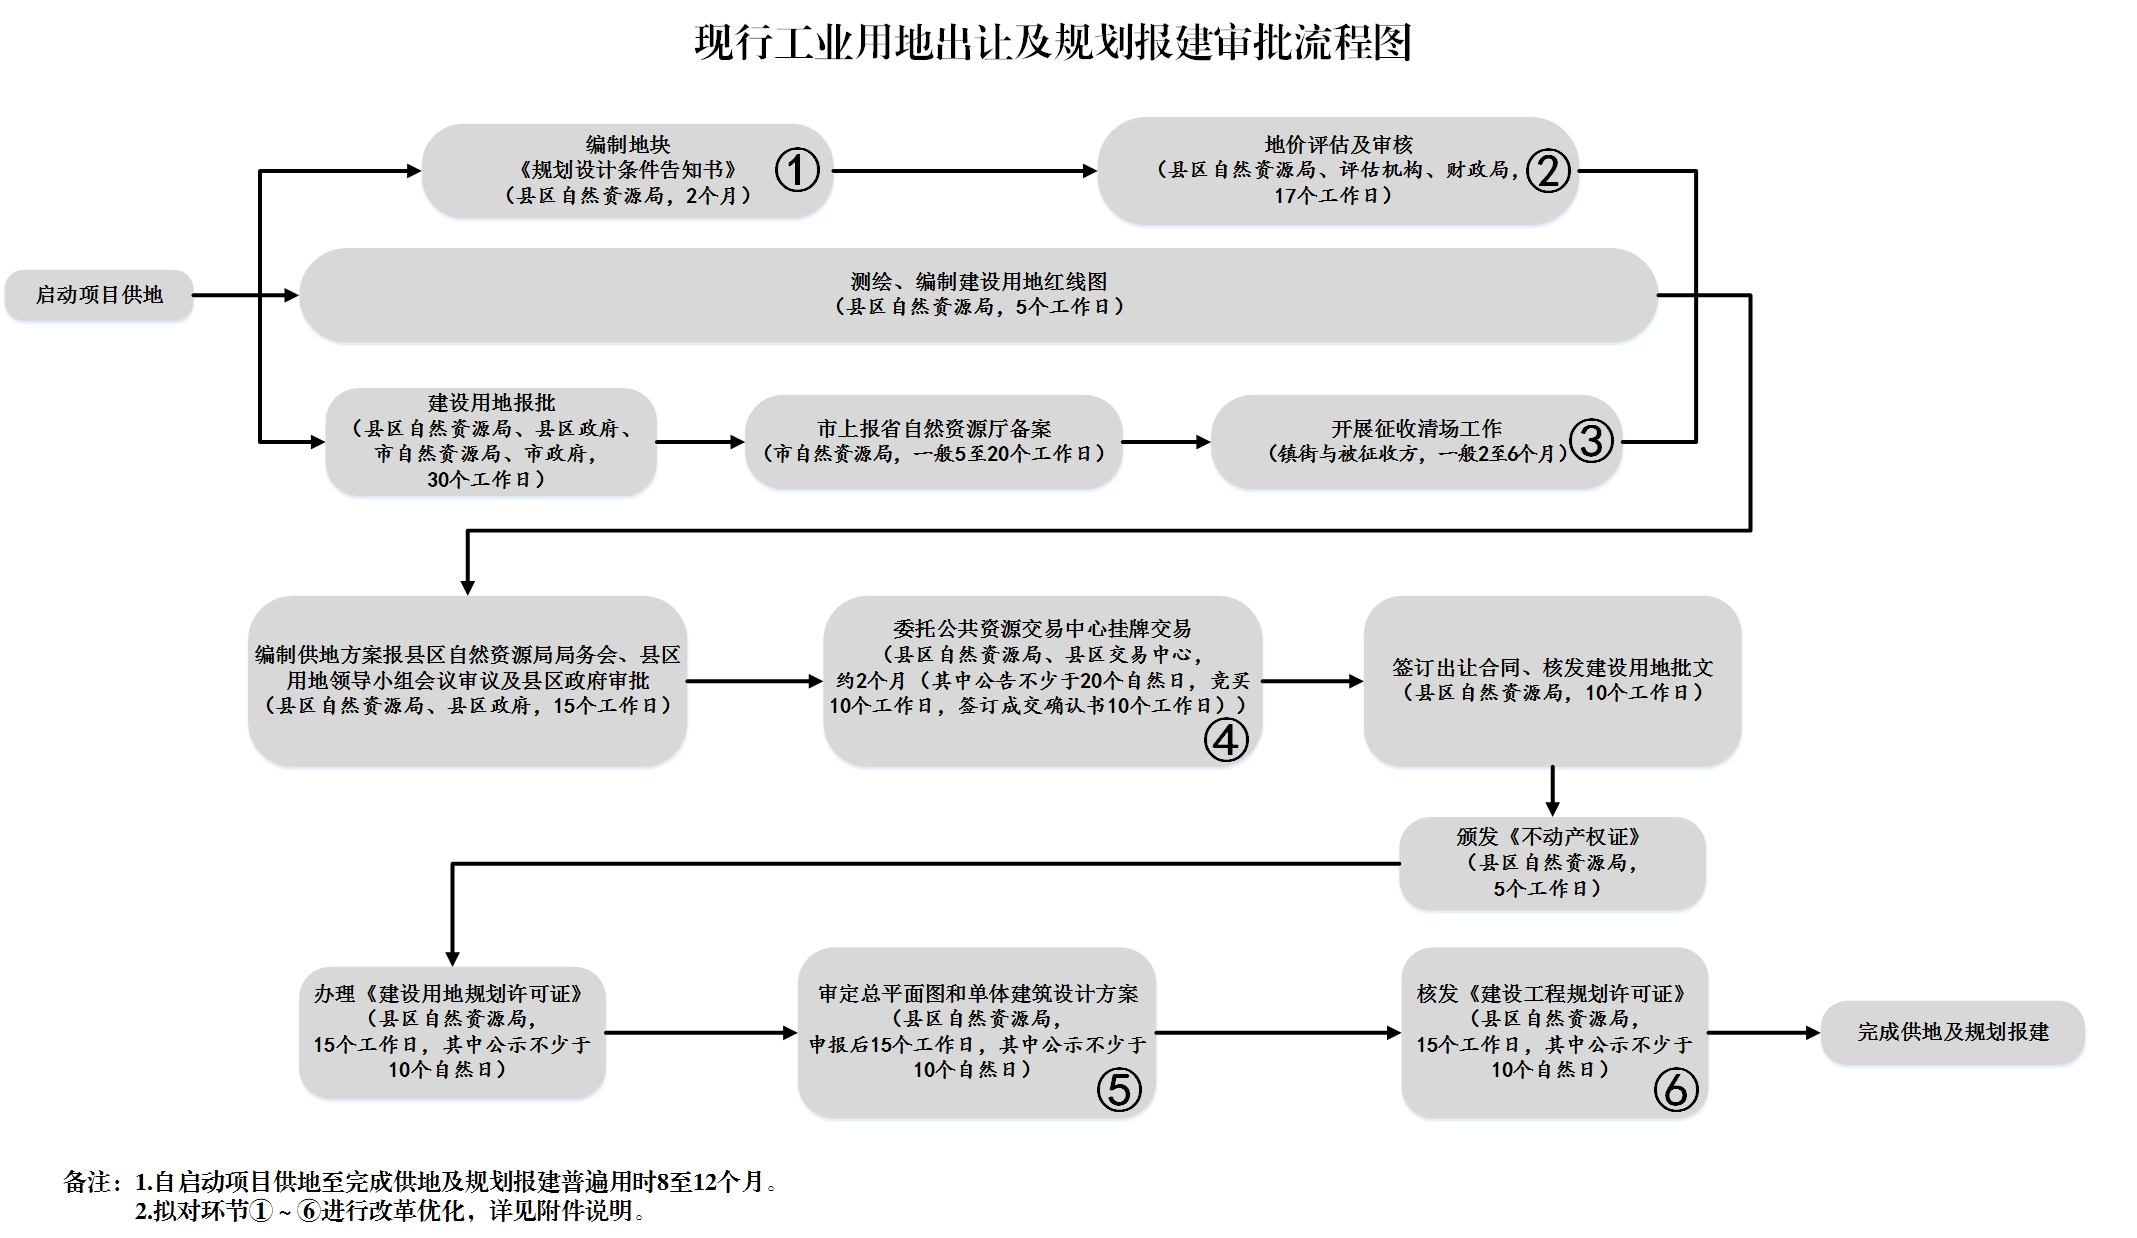 现行工业用地出让及规划报建审批流程图
编制地块
《规划设计条件告知书》
（县区自然资源局，2个月）
①
地价评估及审核
（县区自然资源局、评估机构、财政局，
17个工作日）
②
启动项目供地
测绘、编制建设用地红线图
（县区自然资源局，5个工作日）
建设用地报批
（县区自然资源局、县区政府、
市自然资源局、市政府，
30个工作日）
市上报省自然资源厅备案
（市自然资源局，一般5至20个工作日）
开展征收清场工作
（镇街与被征收方，一般2至6个月）
③
编制供地方案报县区自然资源局局务会、县区
用地领导小组会议审议及县区政府审批
（县区自然资源局、县区政府，15个工作日）
委托公共资源交易中心挂牌交易
（县区自然资源局、县区交易中心，
约2个月（其中公告不少于20个自然日，竞买
10个工作日，签订成交确认书10个工作日））
④
签订出让合同、核发建设用地批文
（县区自然资源局，10个工作日）
颁发《不动产权证》
（县区自然资源局，
5个工作日）
办理《建设用地规划许可证》
（县区自然资源局，
15个工作日，其中公示不少于
10个自然日）
审定总平面图和单体建筑设计方案
（县区自然资源局，
申报后15个工作日，其中公示不少于
10个自然日）
⑤
核发《建设工程规划许可证》
（县区自然资源局，
15个工作日，其中公示不少于
10个自然日）
⑥
完成供地及规划报建
备注：1.自启动项目供地至完成供地及规划报建普遍用时8至12个月。
2.拟对环节①～⑥进行改革优化，详见附件说明。